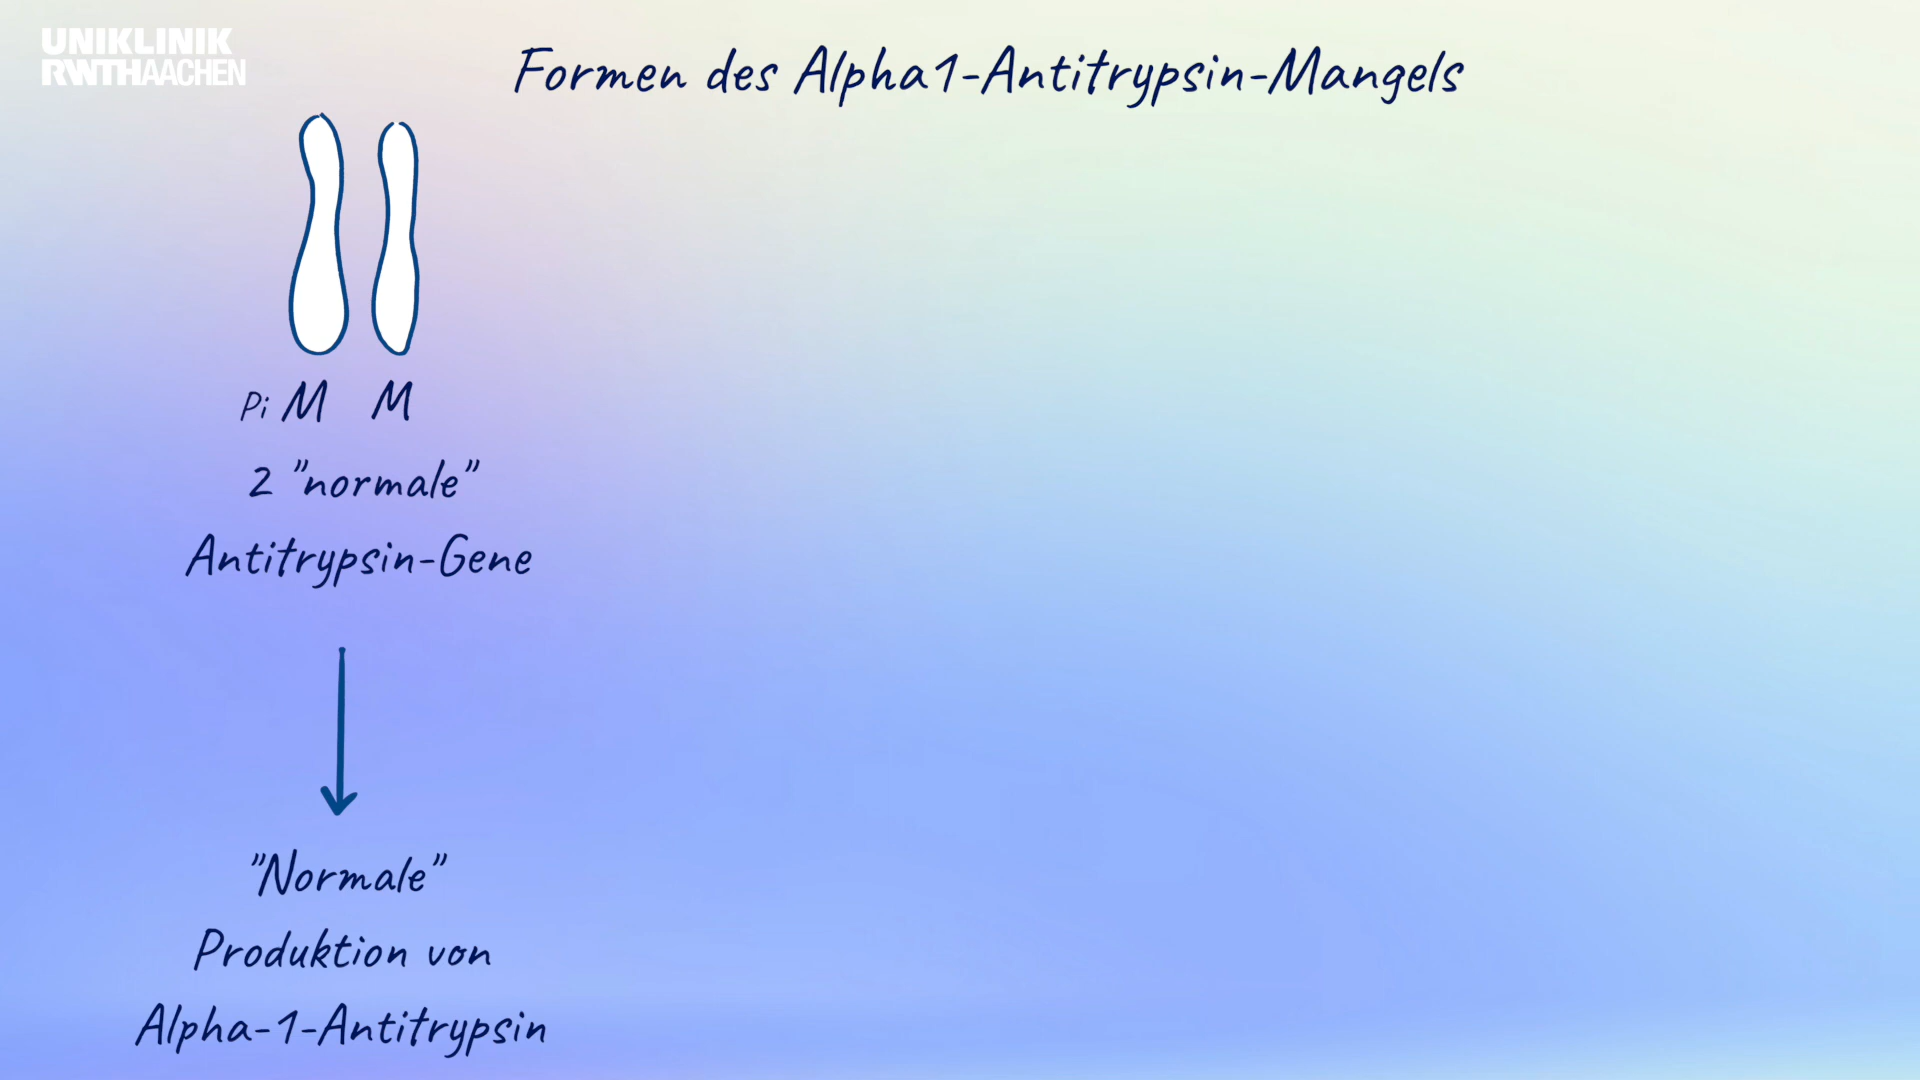 UNIKLINIK
RWTHAACHEN
Formen des Alpha1-Antitrypsin-Mangels
Pi M M
2 "normale"
Antitrypsin-Gene
"Normale"
Produktion von
Alpha-1-Antitrypsin